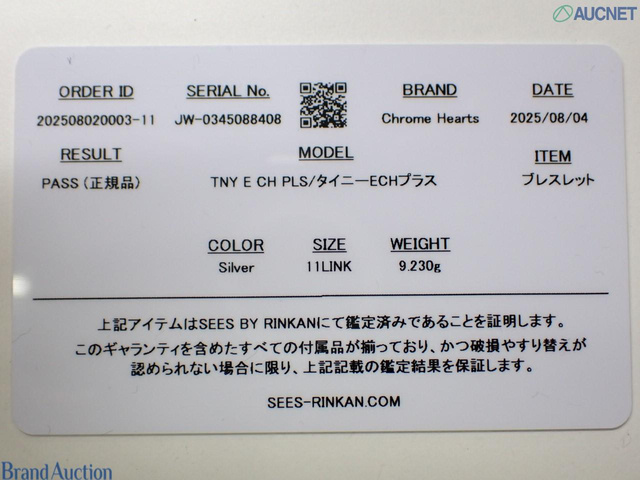 AUCNET
ORDER ID SERIAL No. BRAND DATE
202508020003-11 JW-0345088408 Chrome Hearts 2025/08/04
RESULT MODEL ITEM
PASS (正規品) TNY E CH PLS/タイニーECHプラス ブレスレット
COLOR SIZE WEIGHT
Silver 11LINK 9.230g
上記アイテムはSEES BY RINKANにて鑑定済みであることを証明します。
このギャランティを含めたすべての付属品が揃っており、かつ破損やすり替えが
認められない場合に限り、上記記載の鑑定結果を保証します。
SEES-RINKAN.COM
Brand Auction